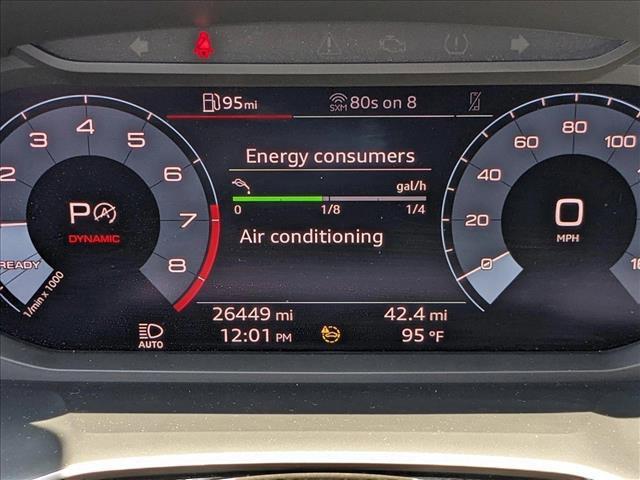 95 mi
SXM 80s on 8
Energy consumers
gal/h
0 1/8 1/4
Air conditioning
26449 mi 42.4 mi
12:01 PM 95 °F
AUTO
2 3 4 5 6 7 8
P A
DYNAMIC
READY
1/min x 1000
0 20 40 60 80 100
0
MPH